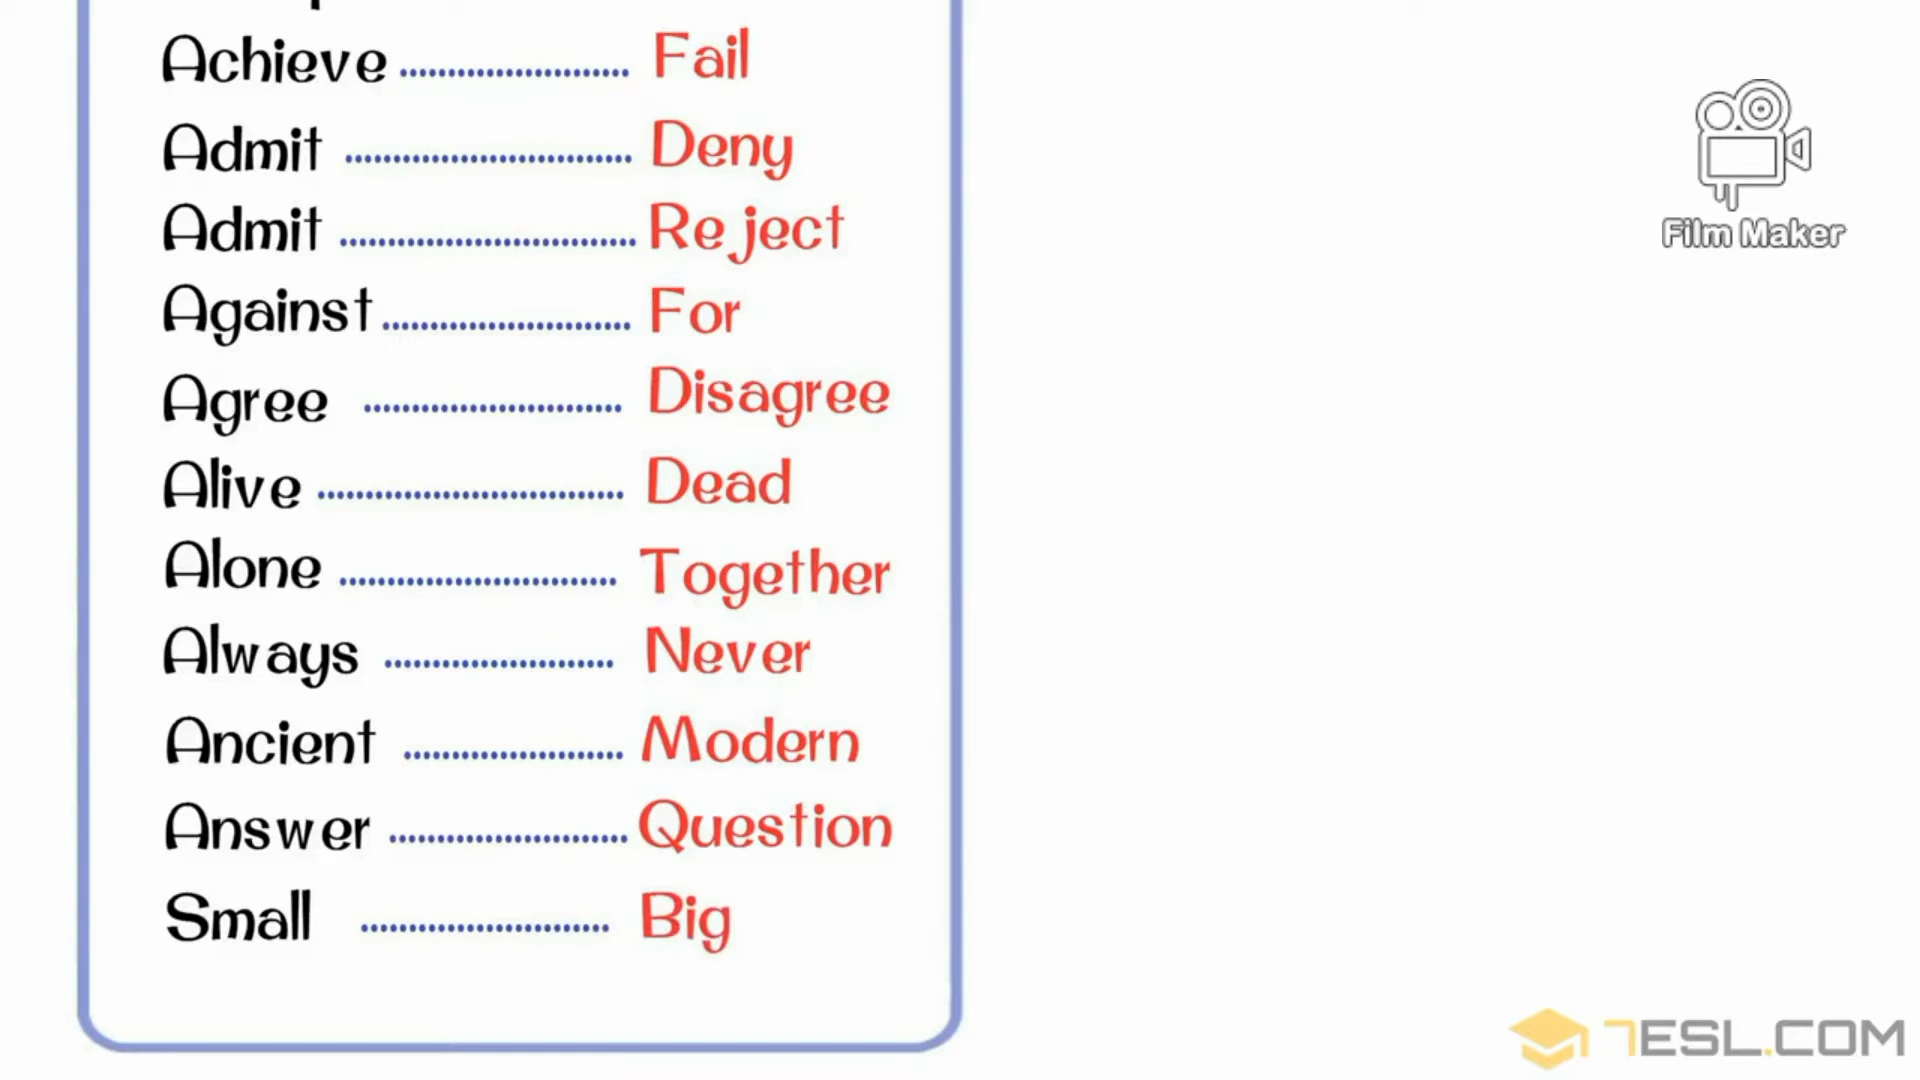 Achieve ........................ Fail
Admit .............................. Deny
Admit ............................... Reject
Against .......................... For
Agree ........................... Disagree
Alive ................................ Dead
Alone ............................. Together
Always ........................ Never
Ancient ....................... Modern
Answer ......................... Question
Small .......................... Big
Film Maker
7ESL.COM